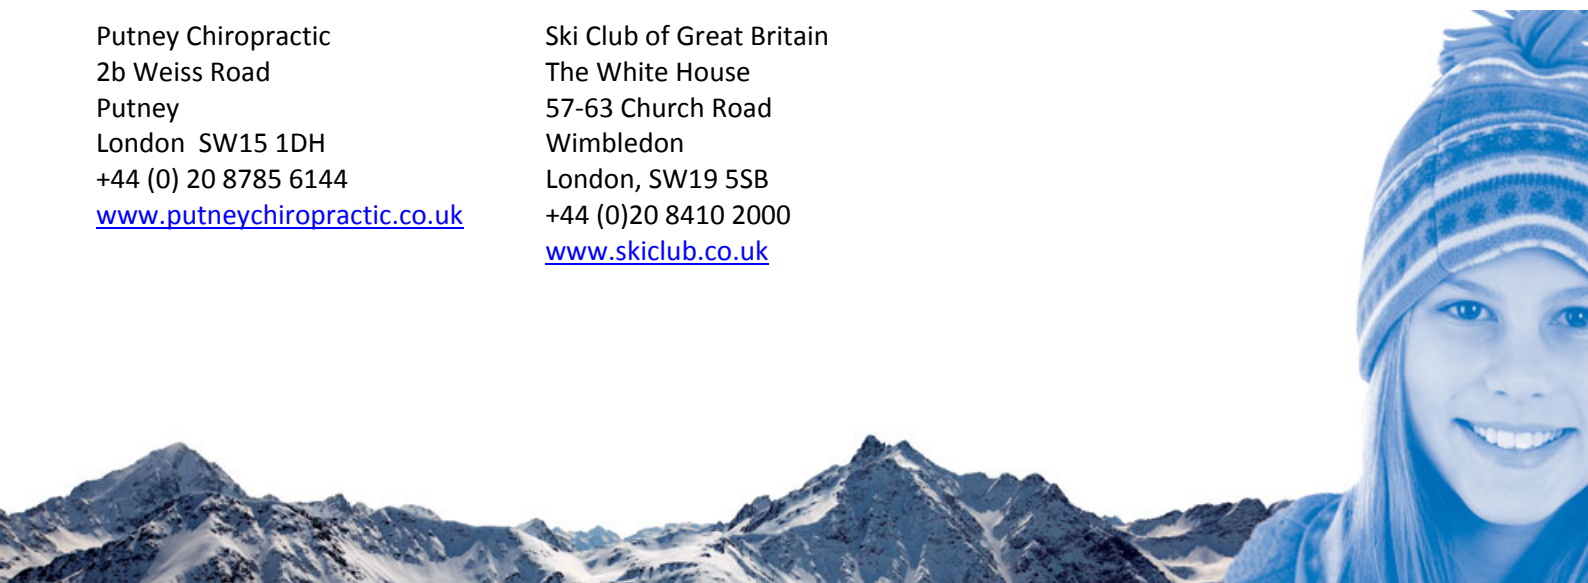 Putney Chiropractic
2b Weiss Road
Putney
London  SW15 1DH
+44 (0) 20 8785 6144
www.putneychiropractic.co.uk
Ski Club of Great Britain
The White House
57-63 Church Road
Wimbledon
London, SW19 5SB
+44 (0)20 8410 2000
www.skiclub.co.uk